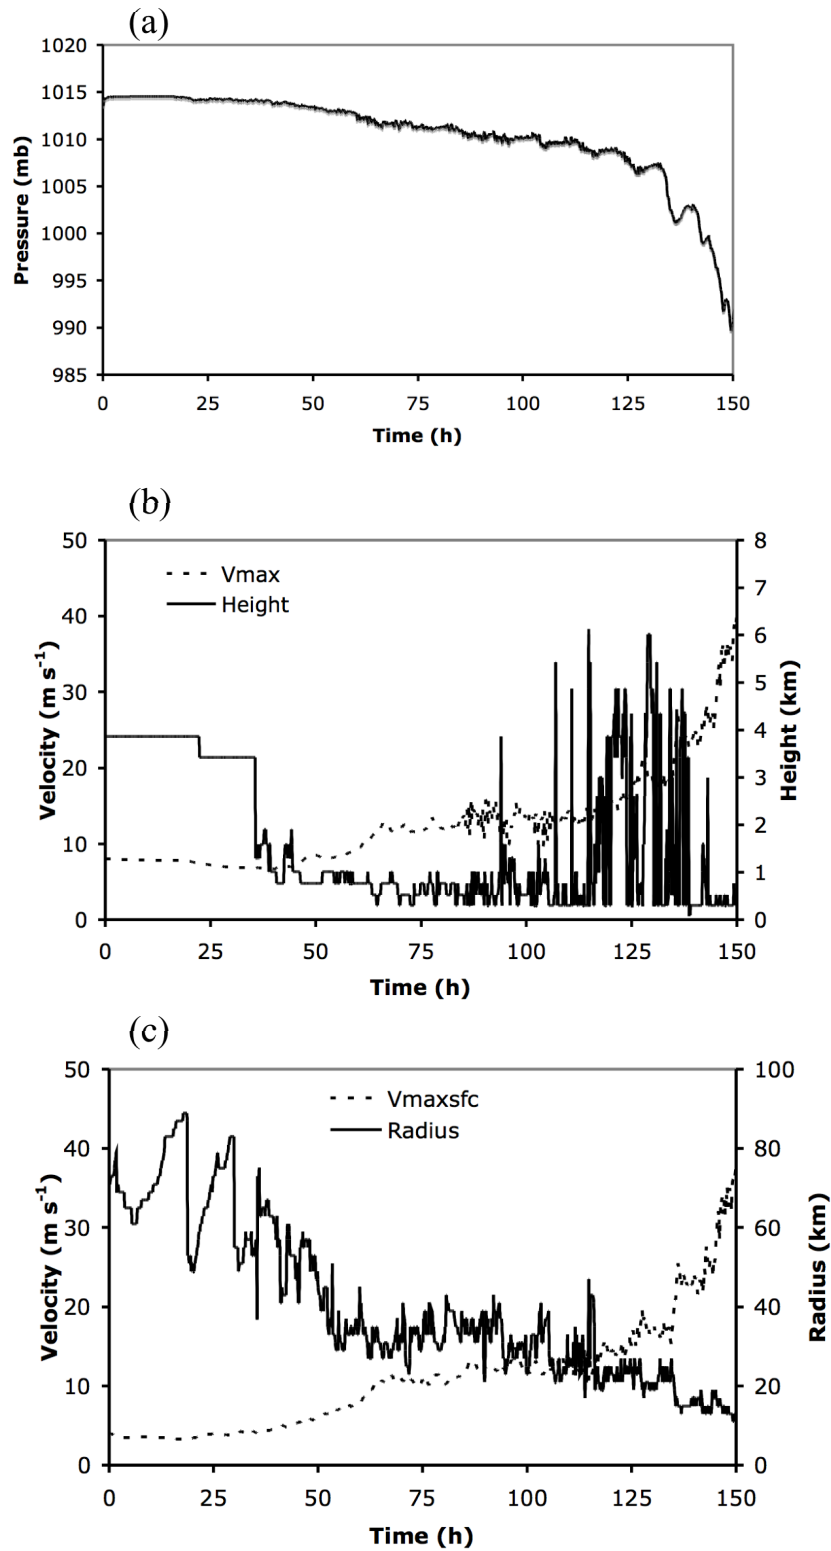 (a)
1020
1015
1010
1005
1000
995
990
985
Pressure (mb)
0 25 50 75 100 125 150
Time (h)
(b)
50
40
30
20
10
0
Velocity (m s-1)
Vmax
Height
8
7
6
5
4
3
2
1
0
Height (km)
0 25 50 75 100 125 150
Time (h)
(c)
50
40
30
20
10
0
Velocity (m s-1)
Vmaxsfc
Radius
100
80
60
40
20
0
Radius (km)
0 25 50 75 100 125 150
Time (h)